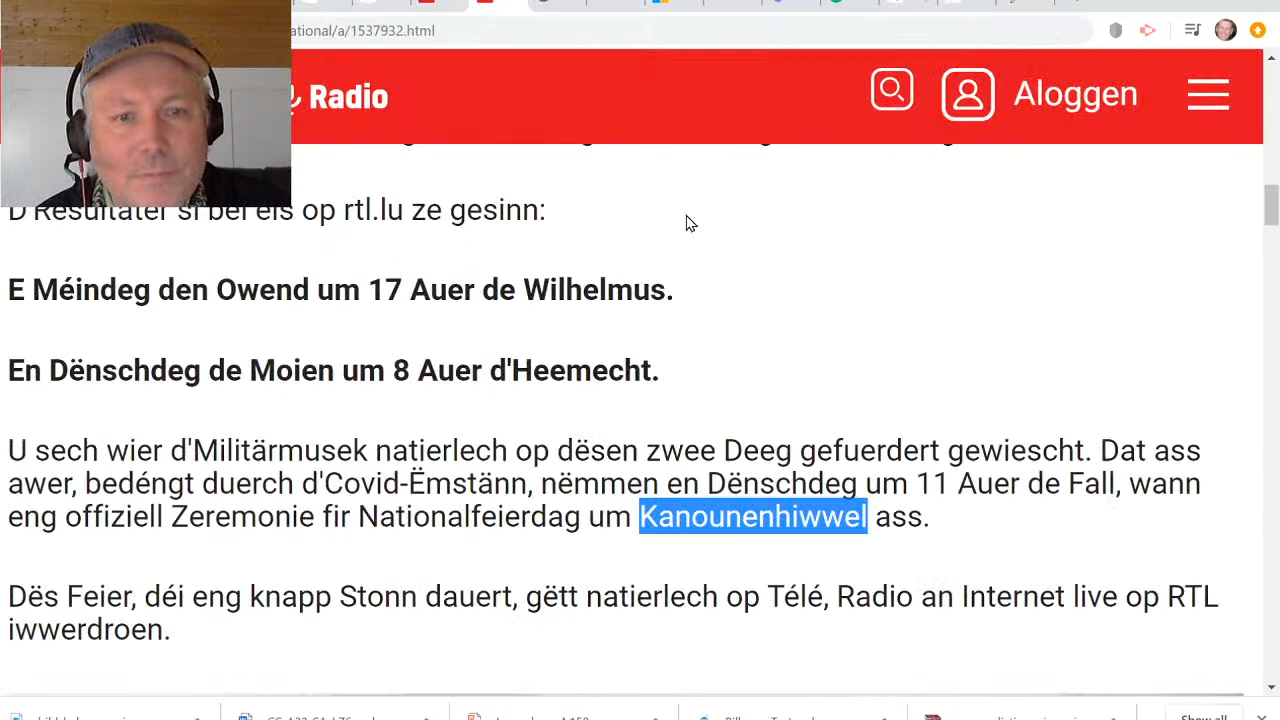 ational/a/1537932.html
Radio
Aloggen
D'Resultater si bei eis op rtl.lu ze gesinn:
E Méindeg den Owend um 17 Auer de Wilhelmus.
En Dënschdeg de Moien um 8 Auer d'Heemecht.
U sech wier d'Militärmusek natierlech op dësen zwee Deeg gefuerdert gewiescht. Dat ass
awer, bedéngt duerch d'Covid-Ëmstänn, nëmmen en Dënschdeg um 11 Auer de Fall, wann
eng offiziell Zeremonie fir Nationalfeierdag um Kanounenhiwwel ass.
Dës Feier, déi eng knapp Stonn dauert, gëtt natierlech op Télé, Radio an Internet live op RTL
iwwerdroen.
Show all